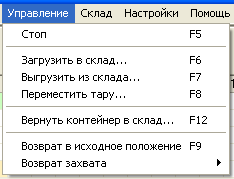 Управление Склад Настройки Помощь
Стоп F5
Загрузить в склад... F6
Выгрузить из склада... F7
Переместить тару... F8
Вернуть контейнер в склад... F12
Возврат в исходное положение F9
Возврат захвата